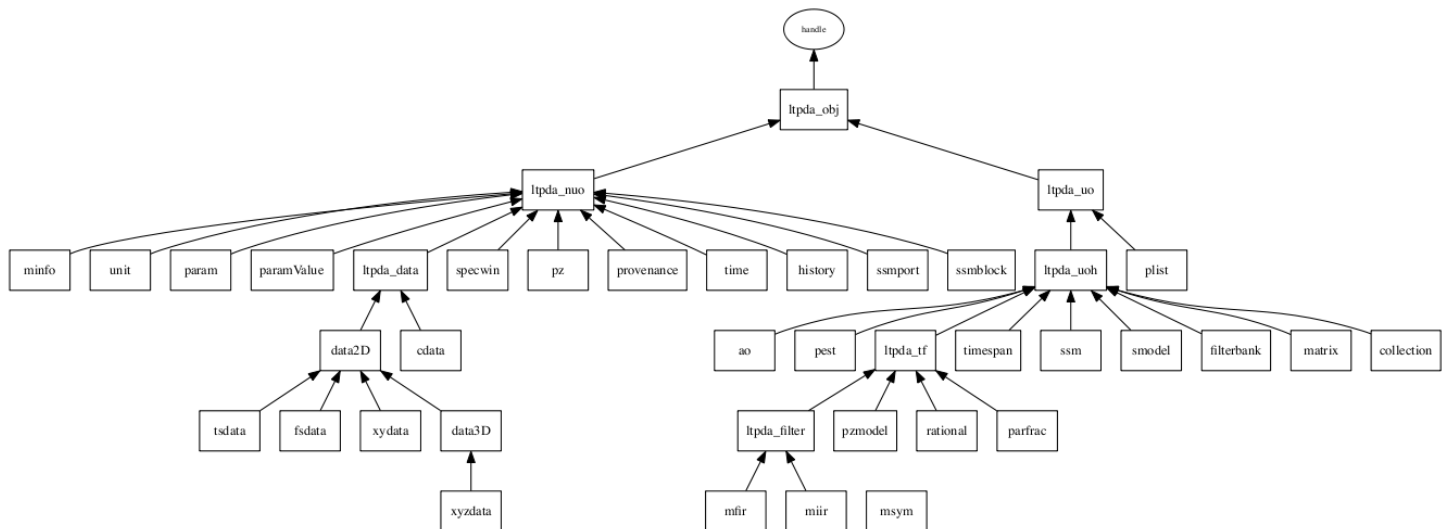 handle
ltpda_obj
ltpda_nuo
ltpda_uo
minfo
unit
param
paramValue
ltpda_data
specwin
pz
provenance
time
history
ssmport
ssmblock
ltpda_uoh
plist
data2D
cdata
ao
pest
ltpda_tf
timespan
ssm
smodel
filterbank
matrix
collection
tsdata
fsdata
xydata
data3D
ltpda_filter
pzmodel
rational
parfrac
xyzdata
mfir
miir
msym